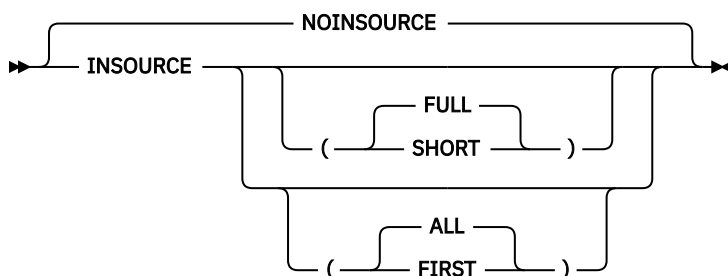 NOINSOURCE
INSOURCE
FULL
( SHORT )
ALL
( FIRST )